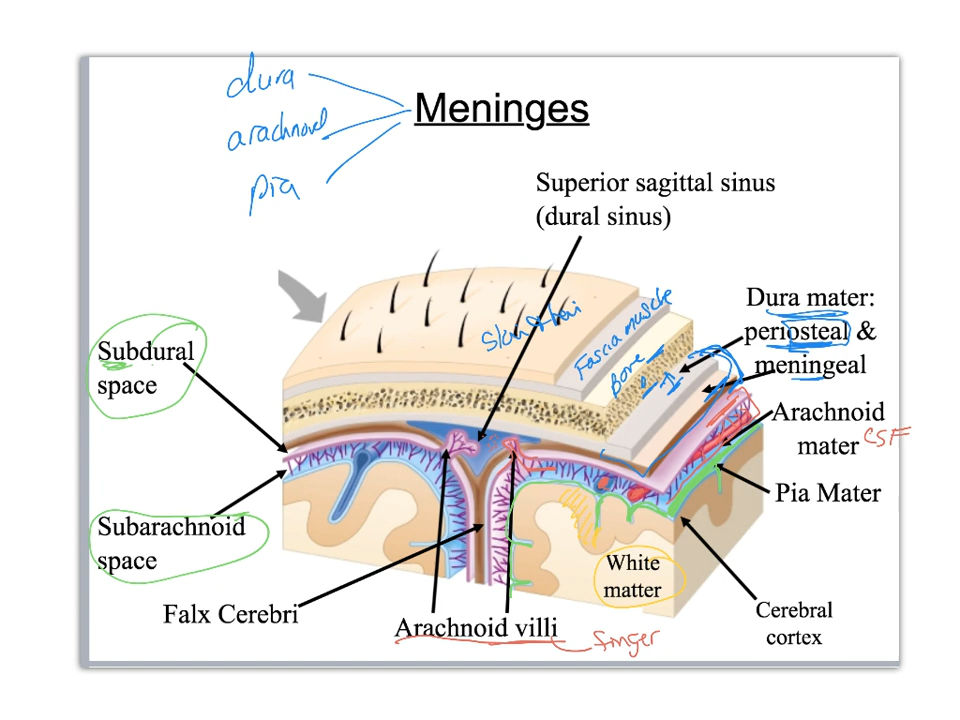 dura
arachnoid
pia
Meninges
Superior sagittal sinus
(dural sinus)
Skin & hair
Fascia muscle
Bone
Dura mater:
periosteal &
meningeal
Subdural
space
Arachnoid
mater CSF
Pia Mater
Subarachnoid
space
White
matter
Falx Cerebri
Arachnoid villi
finger
Cerebral
cortex